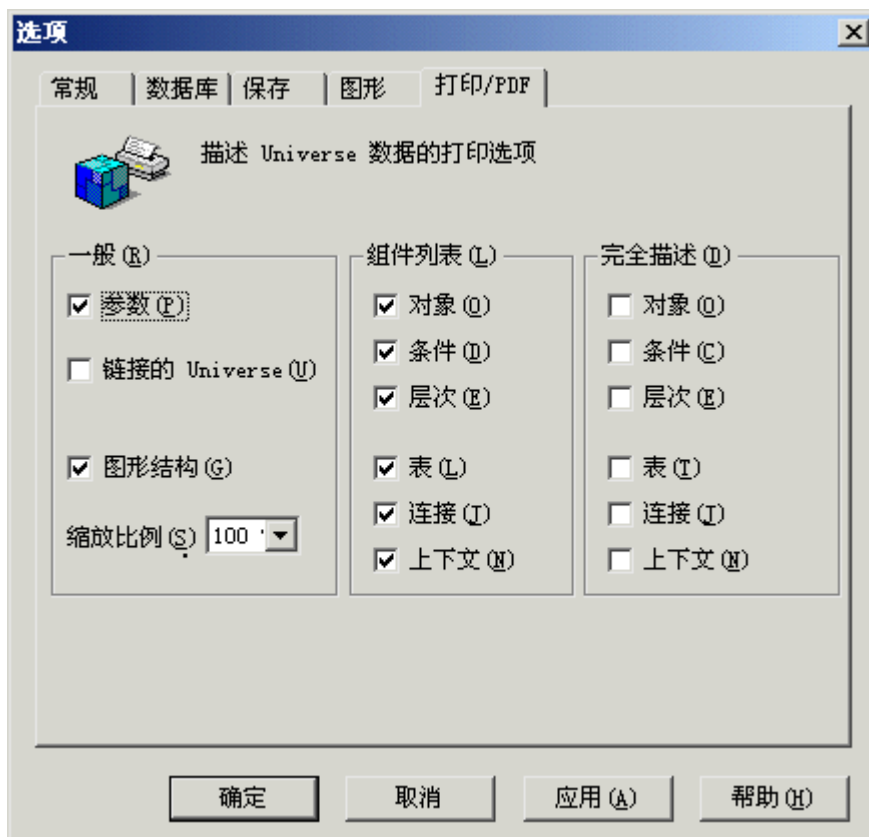 选项
常规 数据库 保存 图形 打印/PDF
描述 Universe 数据的打印选项
一般(R)
参数(P)
链接的 Universe(U)
图形结构(G)
缩放比例(S) 100
组件列表(L)
对象(O)
条件(D)
层次(E)
表(L)
连接(J)
上下文(N)
完全描述(D)
对象(O)
条件(C)
层次(E)
表(T)
连接(J)
上下文(N)
确定 取消 应用(A) 帮助(H)